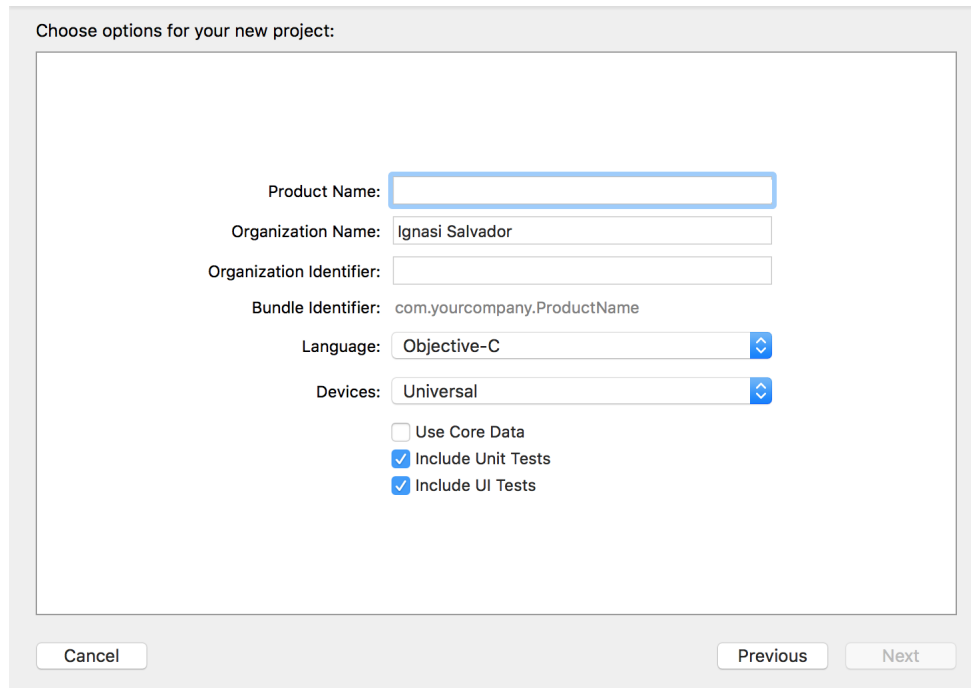 Choose options for your new project:
Product Name:
Organization Name: Ignasi Salvador
Organization Identifier:
Bundle Identifier: com.yourcompany.ProductName
Language: Objective-C
Devices: Universal
Use Core Data
Include Unit Tests
Include UI Tests
Cancel Previous Next